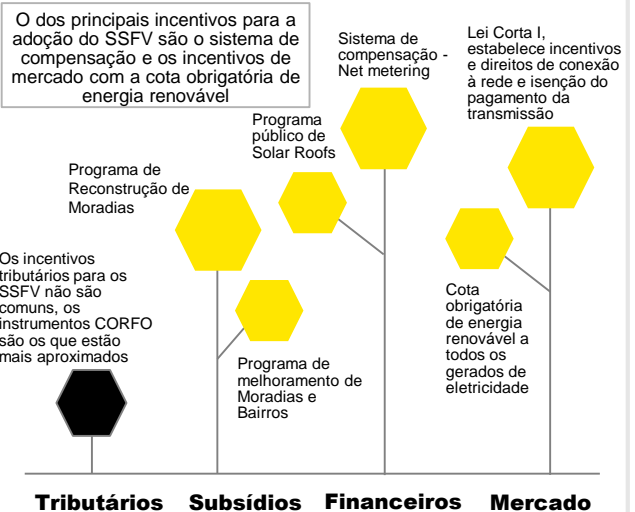 O dos principais incentivos para a
adoção do SSFV são o sistema de
compensação e os incentivos de
mercado com a cota obrigatória de
energia renovável
Sistema de
compensação -
Net metering
Lei Corta I,
estabelece incentivos
e direitos de conexão
à rede e isenção do
pagamento da
transmissão
Programa
público de
Solar Roofs
Programa de
Reconstrução de
Moradias
Os incentivos
tributários para os
SSFV não são
comuns, os
instrumentos CORFO
são os que estão
mais aproximados
Cota
obrigatória
de energia
renovável a
todos os
gerados de
eletricidade
Programa de
melhoramento de
Moradias e
Bairros
Tributários
Subsídios
Financeiros
Mercado